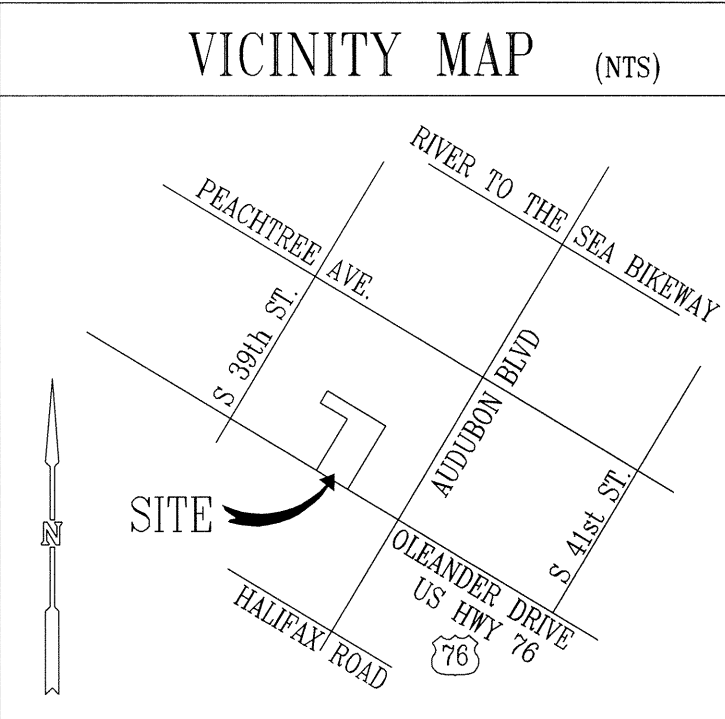 VICINITY MAP (NTS)
RIVER TO THE SEA BIKEWAY
PEACHTREE AVE.
S 39th ST.
AUDUBON BLVD
S 41st ST.
SITE
N
OLEANDER DRIVE
US HWY 76
76
HALIFAX ROAD